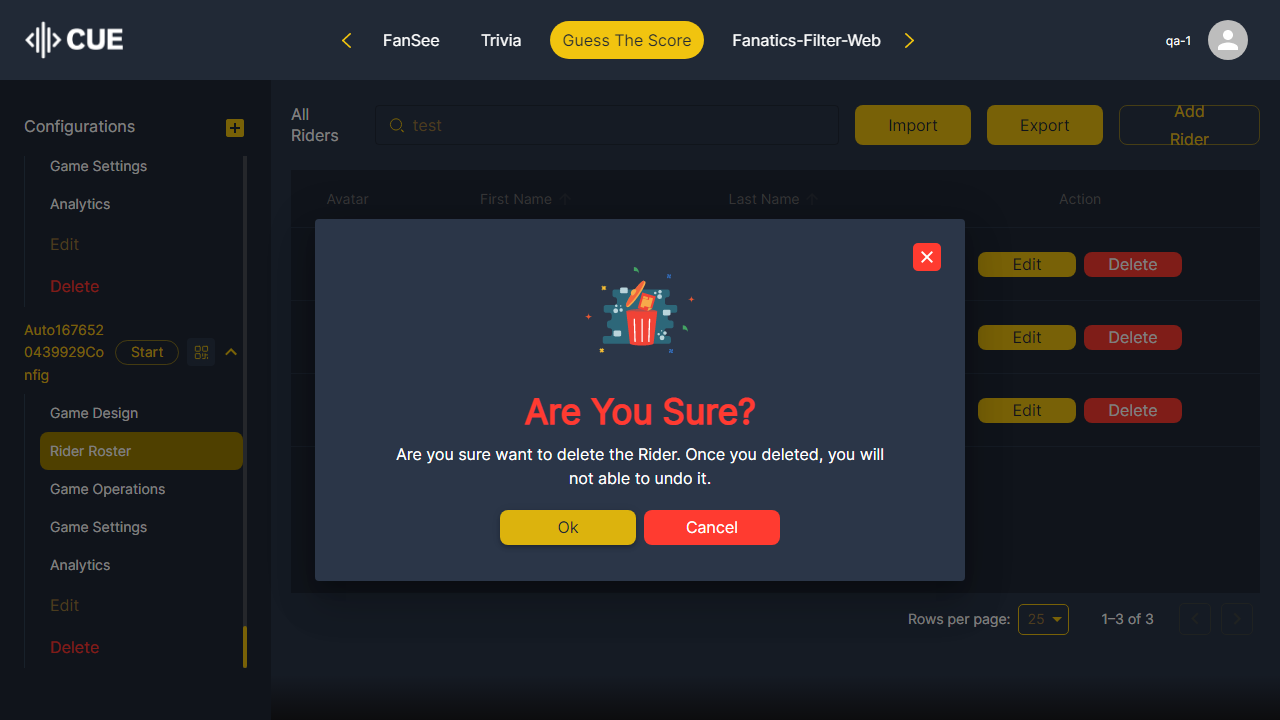 CUE
FanSee
Trivia
Guess The Score
Fanatics-Filter-Web
qa-1
Configurations
Game Settings
Analytics
Edit
Delete
Auto167652
0439929Co
nfig
Start
Game Design
Rider Roster
Game Operations
Game Settings
Analytics
Edit
Delete
All
Riders
test
Import
Export
Add
Rider
Avatar
First Name
Last Name
Action
Edit
Delete
Edit
Delete
Edit
Delete
Are You Sure?
Are you sure want to delete the Rider. Once you deleted, you will
not able to undo it.
Ok
Cancel
Rows per page:
25
1–3 of 3